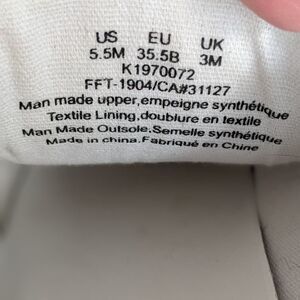 US EU UK
5.5M 35.5B 3M
K1970072
FFT-1904/CA#31127
Man made upper,empeigne synthétique
Textile Lining,doublure en textile
Man Made Outsole,Semelle synthétique
Made in china,Fabriqué en Chine